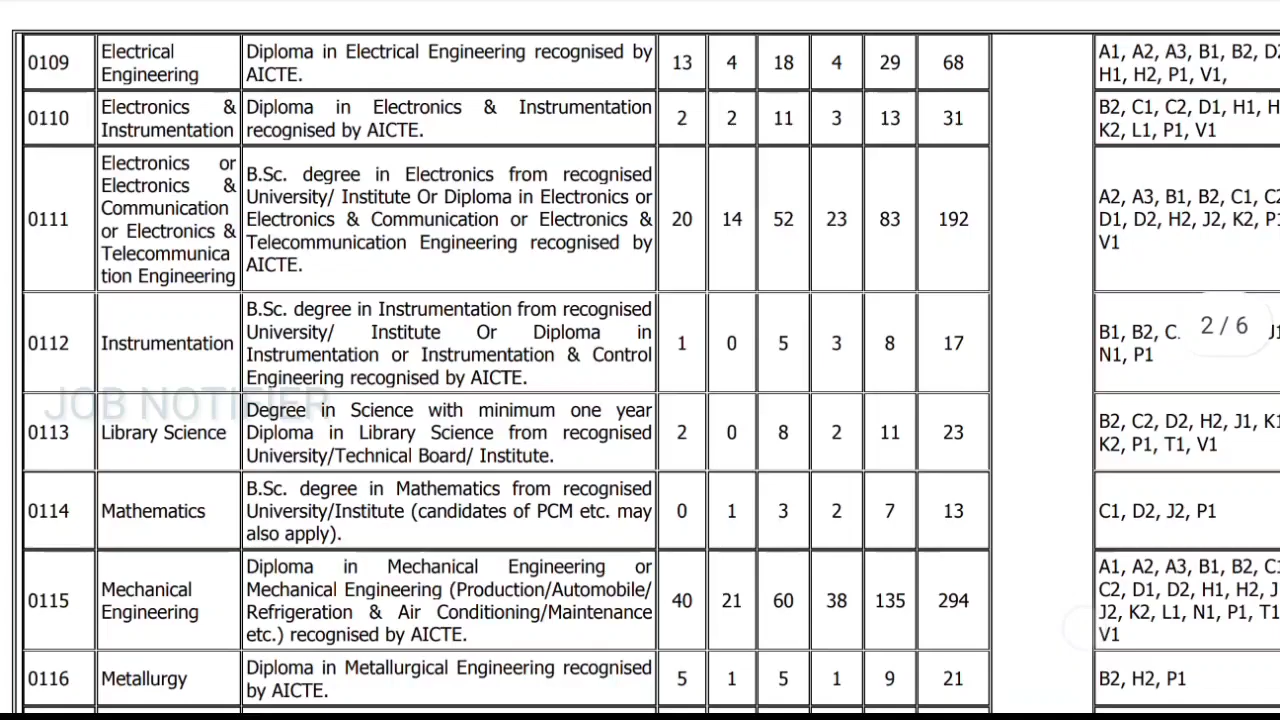 0109 Electrical Engineering Diploma in Electrical Engineering recognised by AICTE. 13 4 18 4 29 68 A1, A2, A3, B1, B2,
H1, H2, P1, V1,
0110 Electronics & Instrumentation Diploma in Electronics & Instrumentation recognised by AICTE. 2 2 11 3 13 31 B2, C1, C2, D1, H1,
K2, L1, P1, V1
0111 Electronics or Electronics & Communication or Electronics & Telecommunica tion Engineering B.Sc. degree in Electronics from recognised University/ Institute Or Diploma in Electronics or Electronics & Communication or Electronics & Telecommunication Engineering recognised by AICTE. 20 14 52 23 83 192 A2, A3, B1, B2, C1,
D1, D2, H2, J2, K2,
V1
2 / 6
0112 Instrumentation B.Sc. degree in Instrumentation from recognised University/ Institute Or Diploma in Instrumentation or Instrumentation & Control Engineering recognised by AICTE. 1 0 5 3 8 17 B1, B2,
N1, P1
JOB NOTIFIER
0113 Library Science Degree in Science with minimum one year Diploma in Library Science from recognised University/Technical Board/ Institute. 2 0 8 2 11 23 B2, C2, D2, H2, J1,
K2, P1, T1, V1
0114 Mathematics B.Sc. degree in Mathematics from recognised University/Institute (candidates of PCM etc. may also apply). 0 1 3 2 7 13 C1, D2, J2, P1
0115 Mechanical Engineering Diploma in Mechanical Engineering or Mechanical Engineering (Production/Automobile/ Refrigeration & Air Conditioning/Maintenance etc.) recognised by AICTE. 40 21 60 38 135 294 A1, A2, A3, B1, B2,
C2, D1, D2, H1, H2,
J2, K2, L1, N1, P1,
V1
0116 Metallurgy Diploma in Metallurgical Engineering recognised by AICTE. 5 1 5 1 9 21 B2, H2, P1